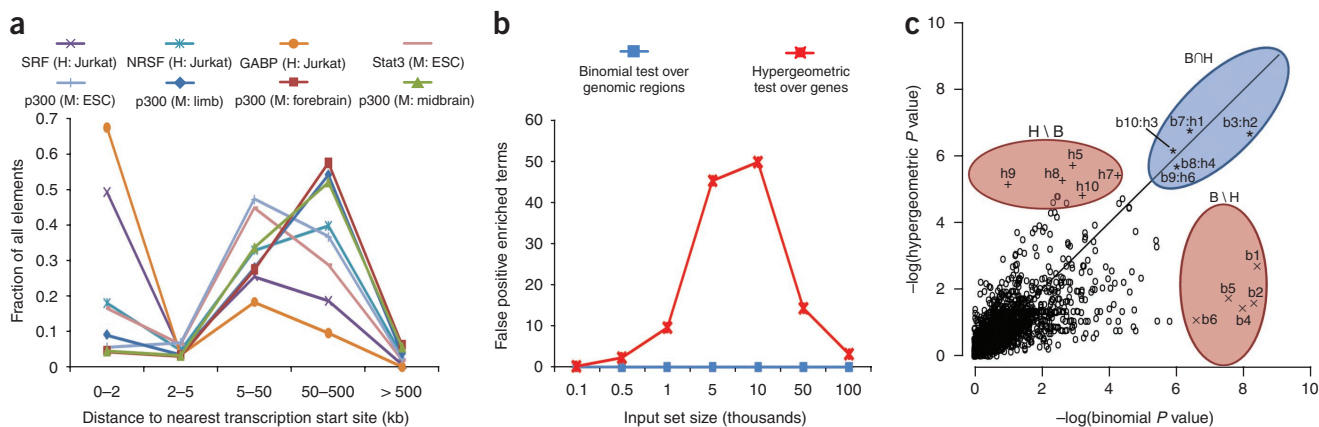 a
SRF (H: Jurkat) NRSF (H: Jurkat) GABP (H: Jurkat) Stat3 (M: ESC)
p300 (M: ESC) p300 (M: limb) p300 (M: forebrain) p300 (M: midbrain)
Fraction of all elements
0.7
0.6
0.5
0.4
0.3
0.2
0.1
0
0–2 2–5 5–50 50–500 > 500
Distance to nearest transcription start site (kb)
b
Binomial test over
genomic regions
Hypergeometric
test over genes
False positive enriched terms
60
50
40
30
20
10
0
0.1 0.5 1 5 10 50 100
Input set size (thousands)
c
–log(hypergeometric P value)
10
8
6
4
2
0
0 2 4 6 8 10
–log(binomial P value)
B∩H
b10:h3
b7:h1
b3:h2
b8:h4
b9:h6
H \ B
h5
h9
h8
h7
h10
B \ H
b1
b5
b2
b4
b6